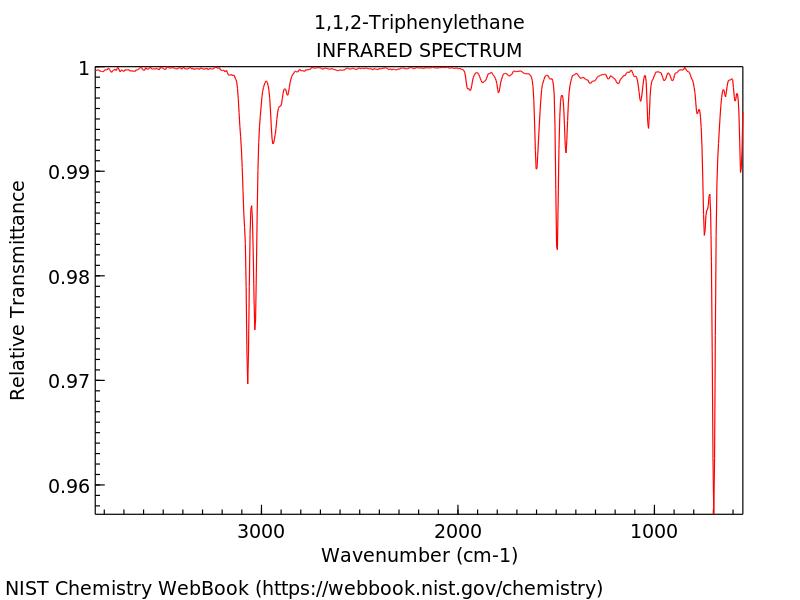 1,1,2-Triphenylethane
INFRARED SPECTRUM
1
0.99
0.98
0.97
0.96
Relative Transmittance
3000 2000 1000
Wavenumber (cm-1)
NIST Chemistry WebBook (https://webbook.nist.gov/chemistry)